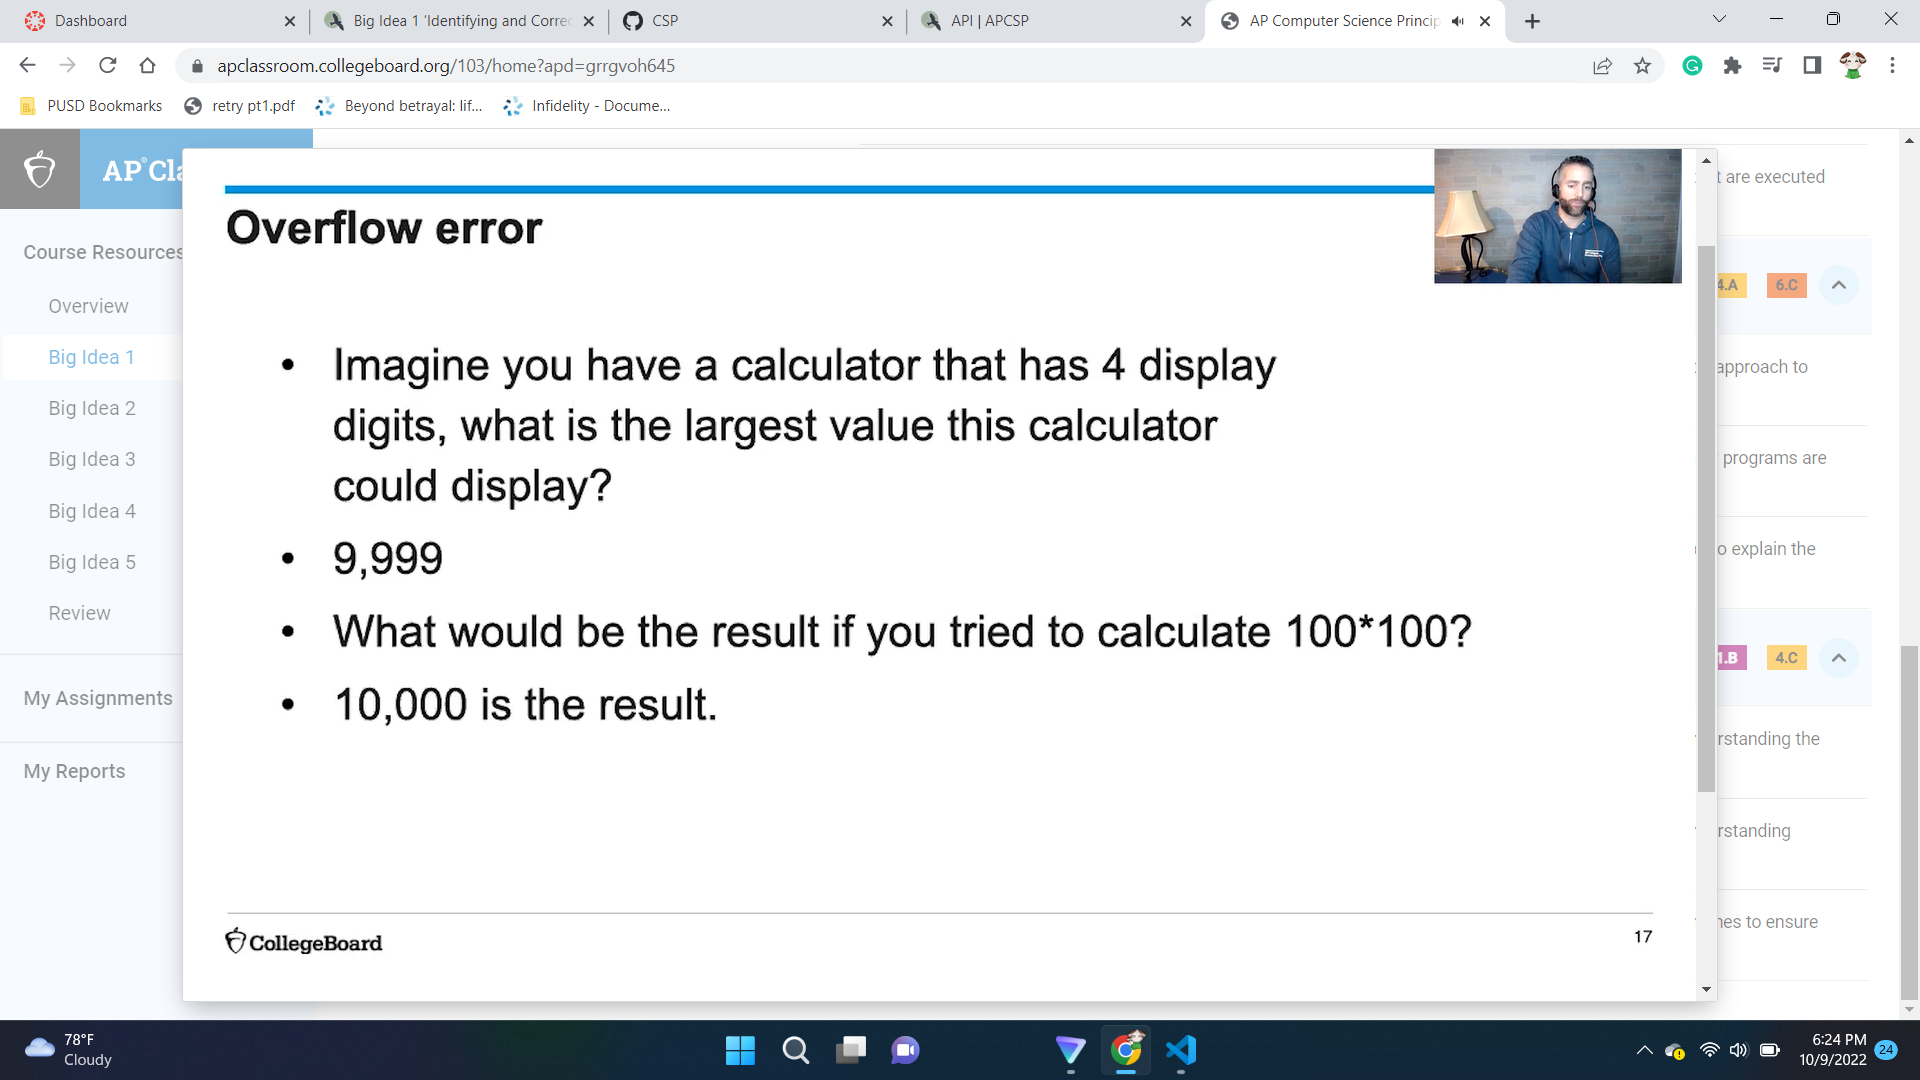 Dashboard
Big Idea 1 'Identifying and Correc
CSP
API | APCSP
AP Computer Science Princip
apclassroom.collegeboard.org/103/home?apd=grrgvoh645
PUSD Bookmarks
retry pt1.pdf
Beyond betrayal: lif...
Infidelity - Docume...
AP® Cla
Course Resources
Overview
Big Idea 1
Big Idea 2
Big Idea 3
Big Idea 4
Big Idea 5
Review
My Assignments
My Reports
Overflow error
• Imagine you have a calculator that has 4 display
digits, what is the largest value this calculator
could display?
• 9,999
• What would be the result if you tried to calculate 100*100?
• 10,000 is the result.
CollegeBoard
17
t are executed
4.A
6.C
approach to
programs are
o explain the
1.B
4.C
rstanding the
rstanding
nes to ensure
78°F
Cloudy
6:24 PM
10/9/2022
24